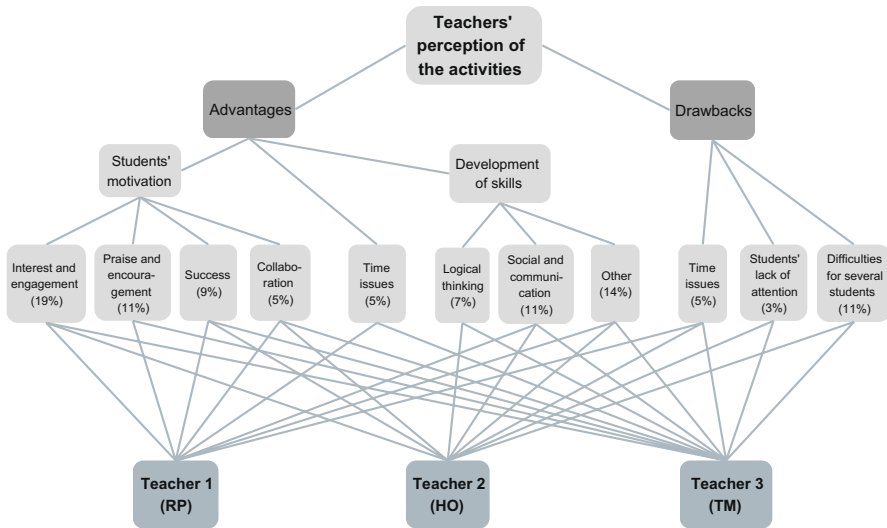 Teachers'
perception of
the activities
Advantages
Drawbacks
Students'
motivation
Development
of skills
Interest and
engagement
(19%)
Praise and
encoura-
gement
(11%)
Success
(9%)
Collabo-
ration
(5%)
Time
issues
(5%)
Logical
thinking
(7%)
Social and
communi-
cation
(11%)
Other
(14%)
Time
issues
(5%)
Students'
lack of
attention
(3%)
Difficulties
for several
students
(11%)
Teacher 1
(RP)
Teacher 2
(HO)
Teacher 3
(TM)